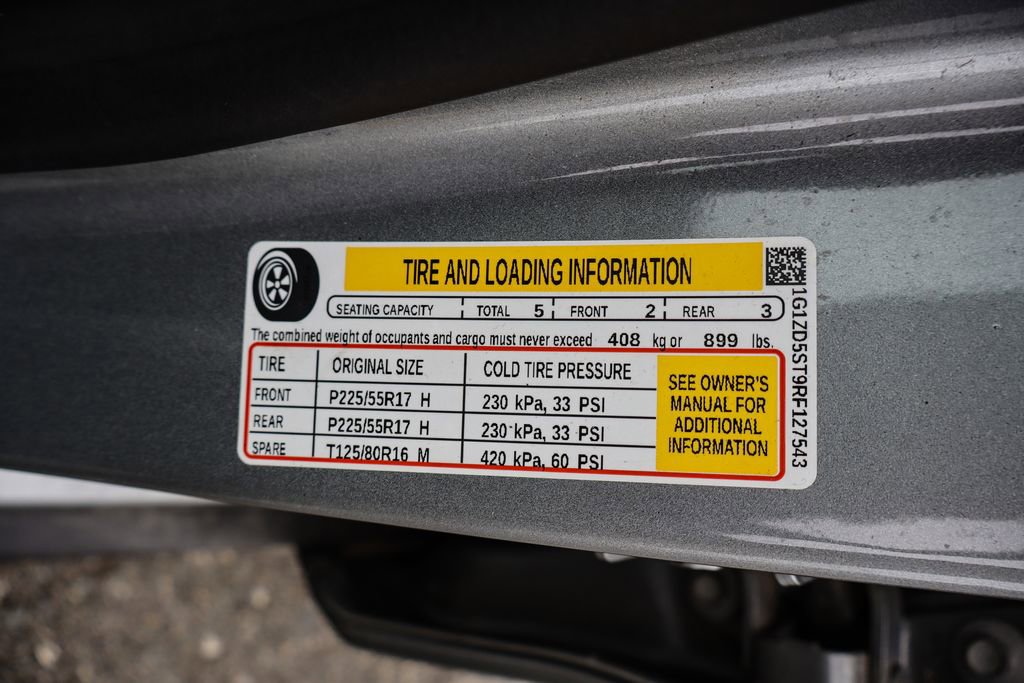 TIRE AND LOADING INFORMATION
SEATING CAPACITY TOTAL 5 FRONT 2 REAR 3
The combined weight of occupants and cargo must never exceed 408 kg or 899 lbs.
TIRE ORIGINAL SIZE COLD TIRE PRESSURE
FRONT P225/55R17 H 230 kPa, 33 PSI
REAR P225/55R17 H 230 kPa, 33 PSI
SPARE T125/80R16 M 420 kPa, 60 PSI
SEE OWNER'S
MANUAL FOR
ADDITIONAL
INFORMATION
1G1ZD5ST9RF127543